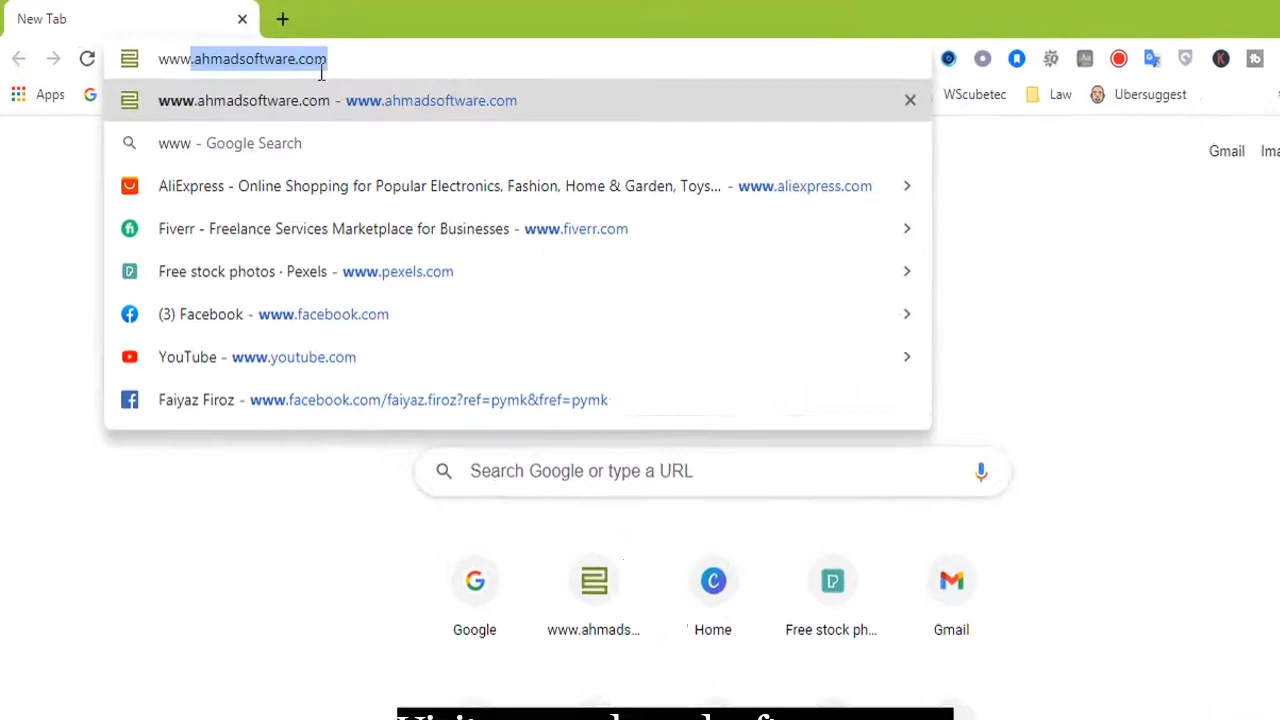 New Tab
www.ahmadsoftware.com
Apps
WScubetec
Law
Ubersuggest
www.ahmadsoftware.com - www.ahmadsoftware.com
www - Google Search
AliExpress - Online Shopping for Popular Electronics, Fashion, Home & Garden, Toys... - www.aliexpress.com
Fiverr - Freelance Services Marketplace for Businesses - www.fiverr.com
Free stock photos · Pexels - www.pexels.com
(3) Facebook - www.facebook.com
YouTube - www.youtube.com
Faiyaz Firoz - www.facebook.com/faiyaz.firoz?ref=pymk&fref=pymk
Gmail
Search Google or type a URL
Google
www.ahmads...
Home
Free stock ph...
Gmail